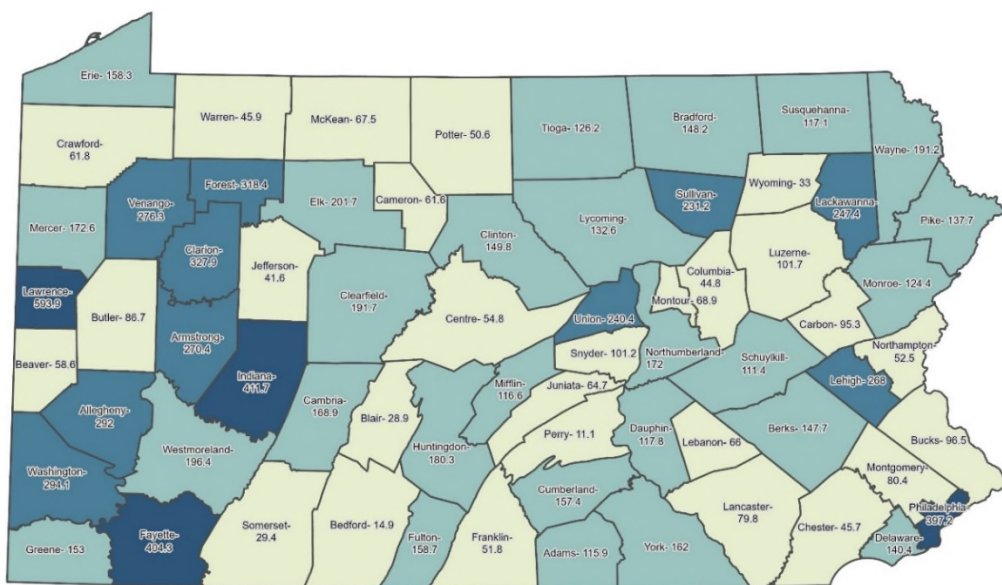 Erie- 158.3
Warren- 45.9
McKean- 67.5
Potter- 50.6
Tioga- 126.2
Bradford-
148.2
Susquehanna-
117.1
Crawford-
61.8
Wayne- 191.2
Wyoming- 33
Forest- 318.4
Venango-
276.3
Elk- 201.7
Cameron- 61.6
Sullivan-
231.2
Lackawanna-
247.4
Pike- 137.7
Mercer- 172.6
Clinton-
149.8
Lycoming-
132.6
Clarion-
327.9
Jefferson-
41.6
Luzerne-
101.7
Columbia-
44.8
Monroe- 124.4
Lawrence-
593.9
Clearfield-
191.7
Montour- 68.9
Butler- 86.7
Centre- 54.8
Union- 240.4
Carbon- 95.3
Armstrong-
270.4
Northampton-
52.5
Snyder- 101.2
Northumberland-
172
Schuylkill-
111.4
Beaver- 58.6
Indiana-
411.7
Mifflin-
116.6
Juniata- 64.7
Lehigh- 268
Allegheny-
292
Cambria-
168.9
Blair- 28.9
Huntingdon-
180.3
Perry- 11.1
Dauphin-
117.8
Lebanon- 66
Berks- 147.7
Bucks- 96.5
Westmoreland-
196.4
Montgomery-
80.4
Washington-
294.1
Cumberland-
157.4
Lancaster-
79.8
Philadelphia-
397.2
Greene- 153
Fayette-
404.3
Somerset-
29.4
Bedford- 14.9
Fulton-
158.7
Franklin-
51.8
Adams- 115.9
York- 162
Chester- 45.7
Delaware-
140.4